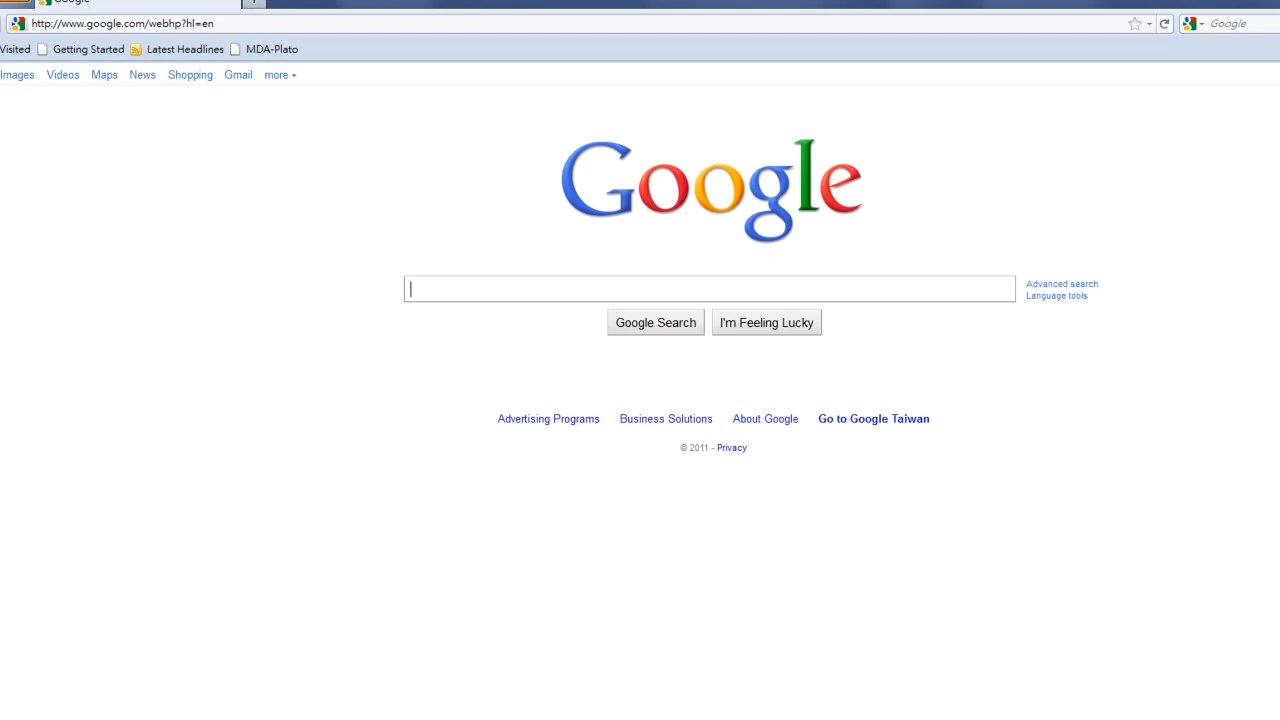 Google
http://www.google.com/webhp?hl=en
Google
Visited Getting Started Latest Headlines MDA-Plato
Images Videos Maps News Shopping Gmail more
Google
Advanced search
Language tools
Google Search I'm Feeling Lucky
Advertising Programs Business Solutions About Google Go to Google Taiwan
© 2011 - Privacy